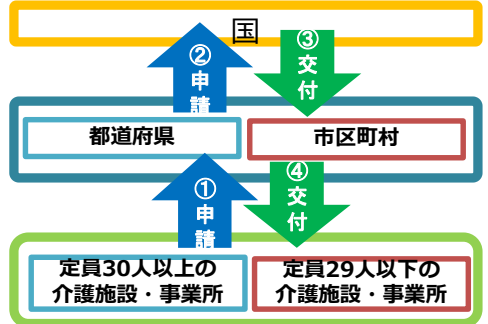 国
②
申
請
③
交
付
都道府県
市区町村
①
申
請
④
交
付
定員30人以上の
介護施設・事業所
定員29人以下の
介護施設・事業所